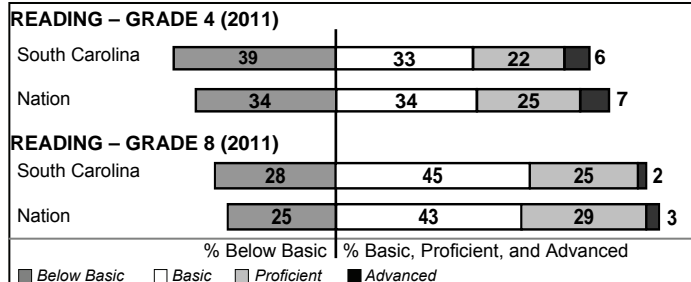 READING – GRADE 4 (2011)
South Carolina 39 33 22 6
Nation 34 34 25 7
READING – GRADE 8 (2011)
South Carolina 28 45 25 2
Nation 25 43 29 3
% Below Basic % Basic, Proficient, and Advanced
Below Basic Basic Proficient Advanced